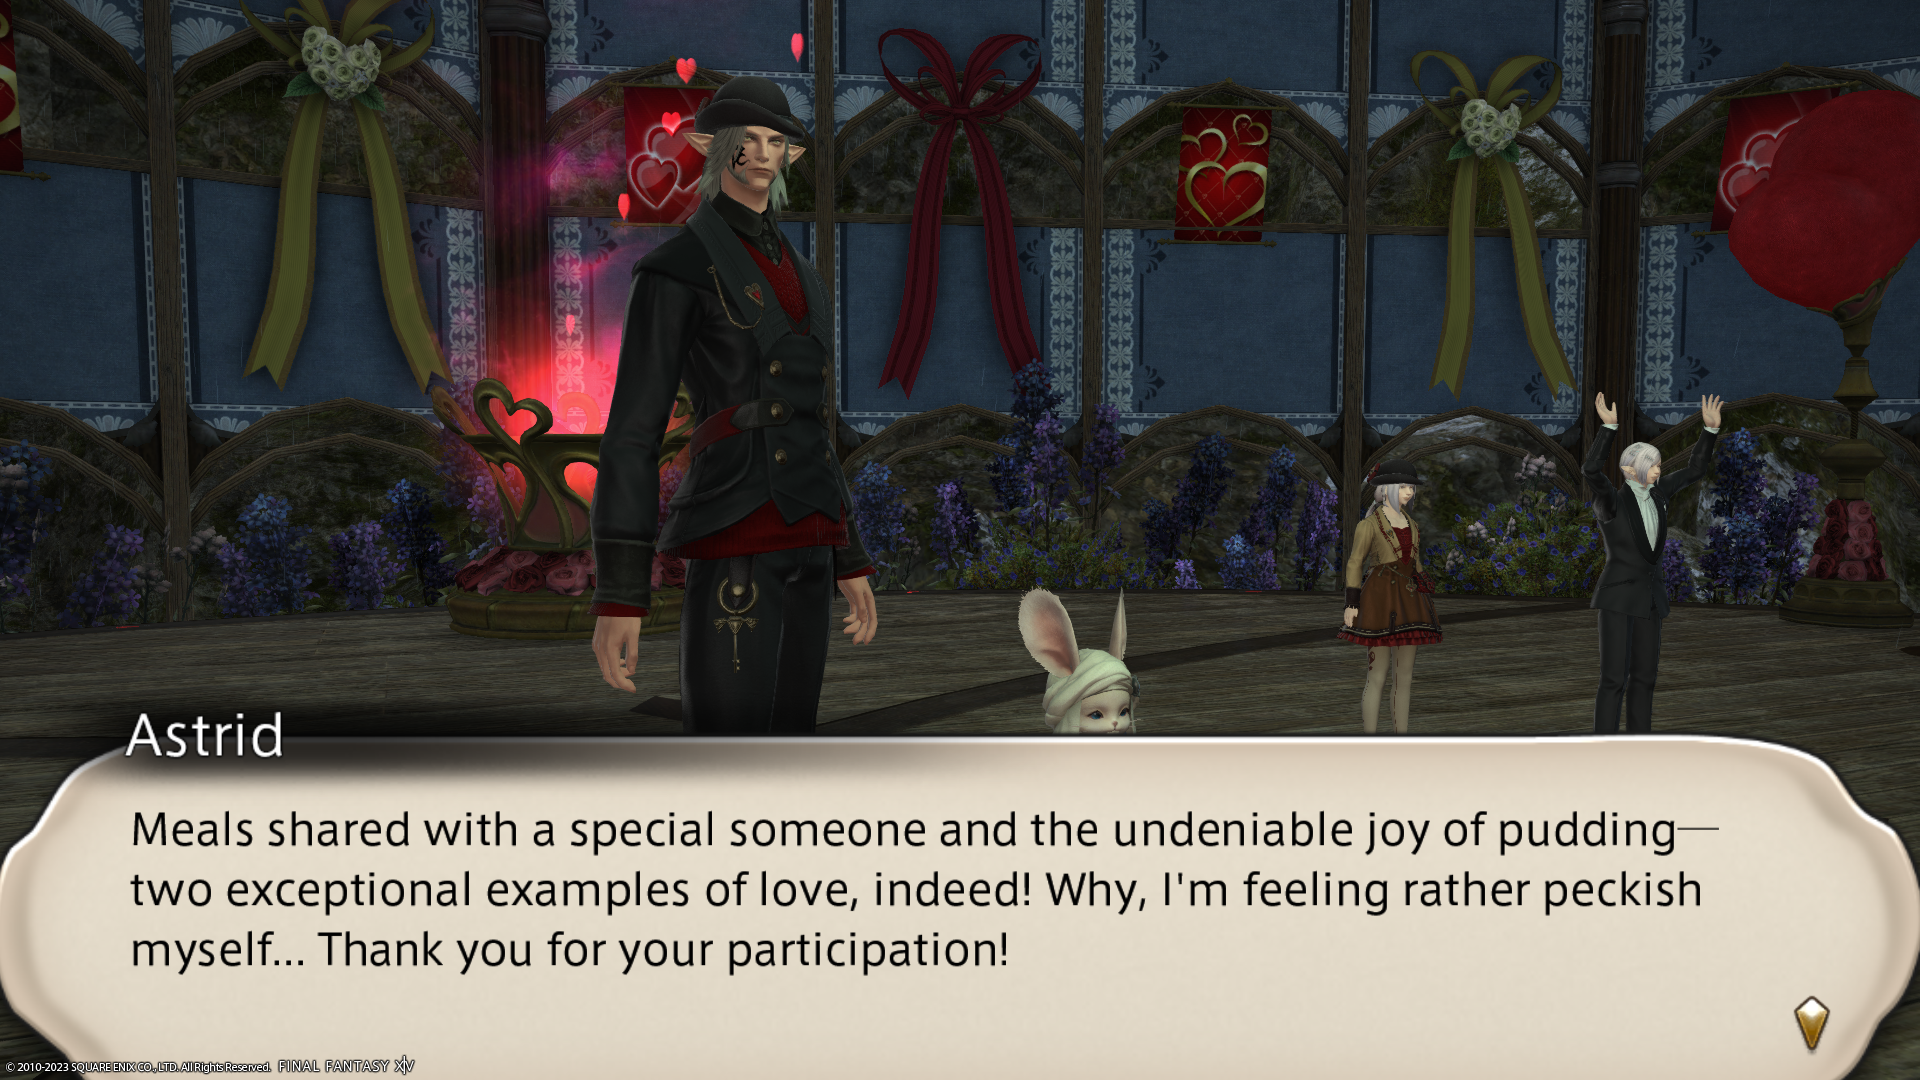 Astrid
Meals shared with a special someone and the undeniable joy of pudding—
two exceptional examples of love, indeed! Why, I'm feeling rather peckish
myself... Thank you for your participation!
© 2010-2023 SQUARE ENIX CO., LTD. All Rights Reserved. FINAL FANTASY XIV